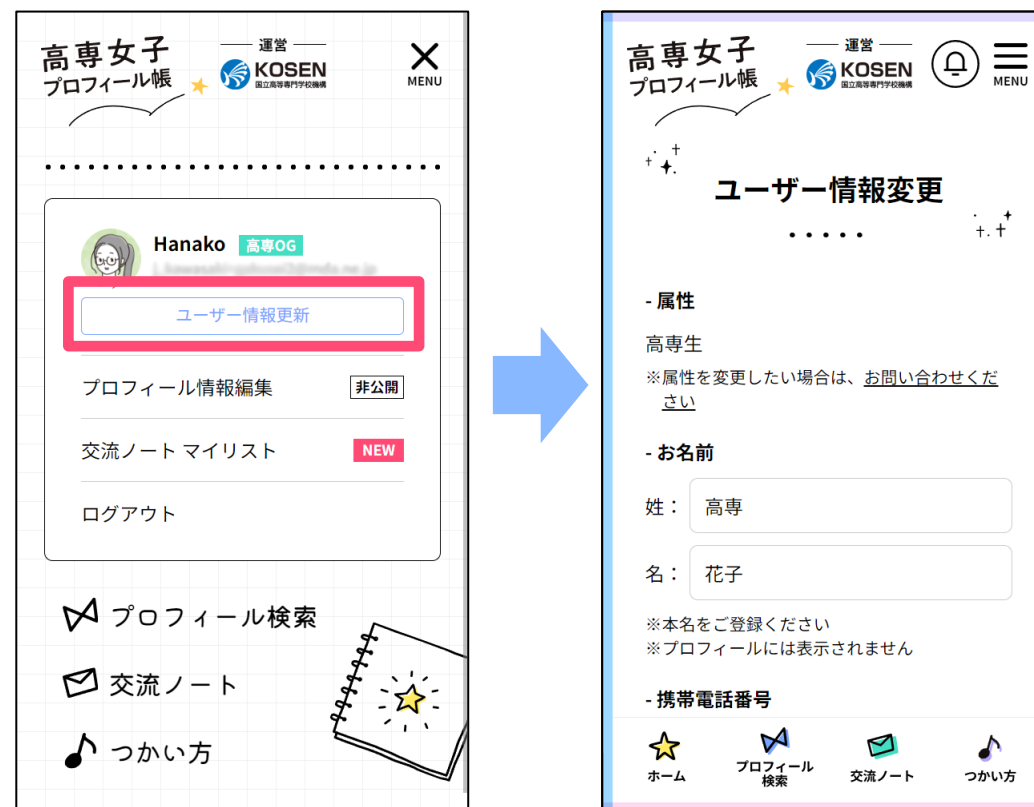 高専女子
プロフィール帳
運営
KOSEN
国立高等専門学校機構
MENU
Hanako 高専OG
ユーザー情報更新
プロフィール情報編集 非公開
交流ノート マイリスト NEW
ログアウト
プロフィール検索
交流ノート
つかい方
高専女子
プロフィール帳
運営
KOSEN
国立高等専門学校機構
MENU
ユーザー情報変更
- 属性
高専生
※属性を変更したい場合は、お問い合わせくだ
さい
- お名前
姓： 高専
名： 花子
※本名をご登録ください
※プロフィールには表示されません
- 携帯電話番号
ホーム
プロフィール
検索
交流ノート
つかい方